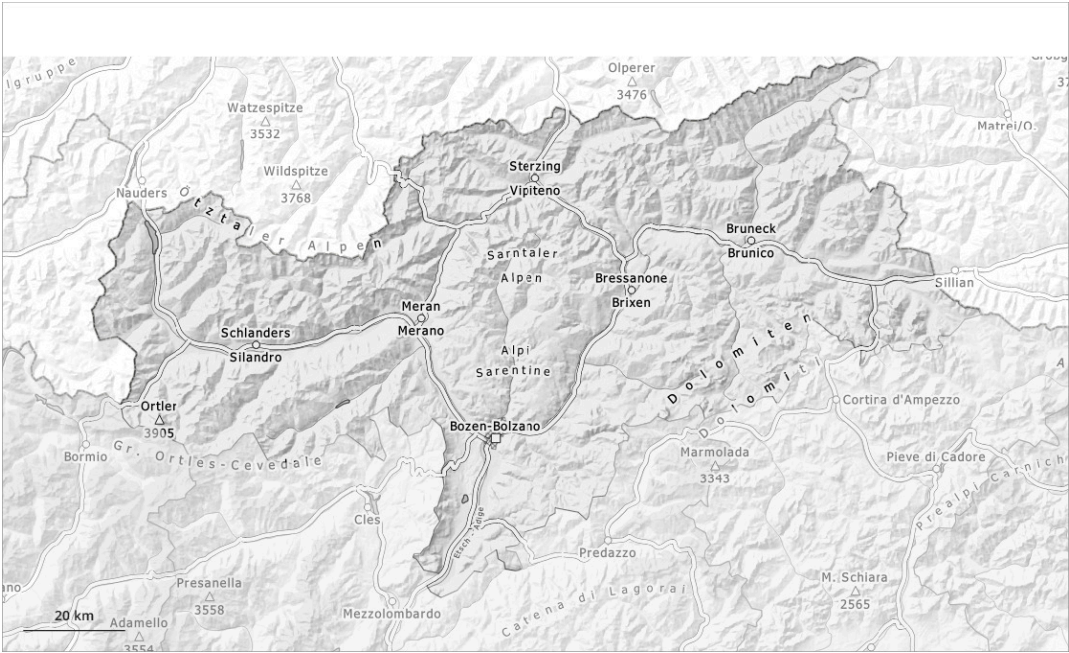 lgruppe
Olperer
3476
Watzespitze
3532
Matrei/O.
Sterzing
Vipiteno
Wildspitze
3768
Nauders
Ötztaler Alpen
Bruneck
Brunico
Sarntaler
Alpen
Bressanone
Brixen
Sillian
Meran
Merano
Schlanders
Silandro
Dolomiten
Alpi
Sarentine
Dolomiti
Ortler
3905
Cortina d'Ampezzo
Bozen-Bolzano
Bormio
Gr. Ortles-Cevedale
Marmolada
3343
Pieve di Cadore
Prealpi Carnich
Cles
Etsch - Adige
Predazzo
Presanella
3558
M. Schiara
2565
Catena di Lagorai
Mezzolombardo
20 km
Adamello
3554